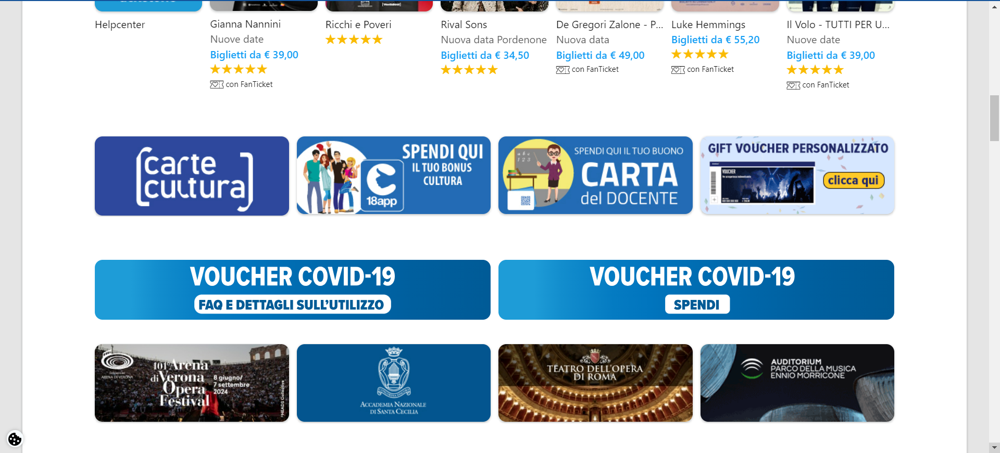 Helpcenter
Gianna Nannini
Nuove date
Biglietti da € 39,00
con FanTicket
Ricchi e Poveri
Rival Sons
Nuova data Pordenone
Biglietti da € 34,50
De Gregori Zalone - P...
Nuova data
Biglietti da € 49,00
con FanTicket
Luke Hemmings
Biglietti da € 55,20
con FanTicket
Il Volo - TUTTI PER U...
Nuove date
Biglietti da € 39,00
con FanTicket
carte
cultura
SPENDI QUI
IL TUO BONUS
CULTURA
18app
SPENDI QUI IL TUO BUONO
CARTA
del DOCENTE
a b c
1 2 3
GIFT VOUCHER PERSONALIZZATO
VOUCHER
clicca qui
VOUCHER COVID-19
FAQ E DETTAGLI SULL'UTILIZZO
VOUCHER COVID-19
SPENDI
ARENA DI VERONA
101° Arena
di Verona
Opera
Festival
8 giugno/
7 settembre
2024
#HEADS Collective
ACCADEMIA NAZIONALE
DI SANTA CECILIA
TEATRO DELL'OPERA
DI ROMA
AUDITORIUM
PARCO DELLA MUSICA
ENNIO MORRICONE